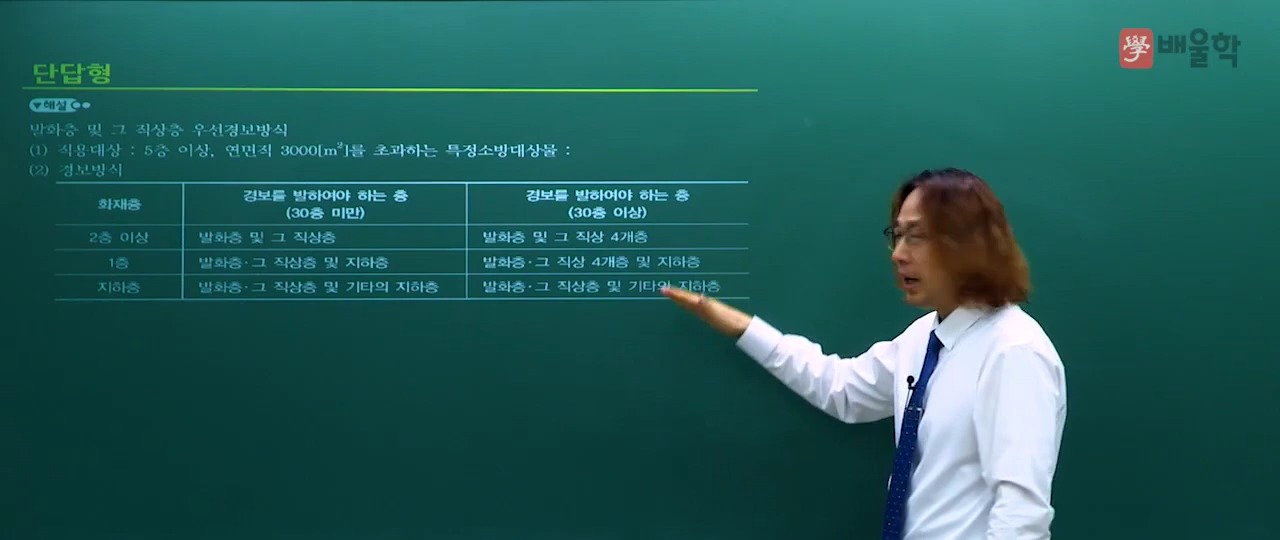 學 배울학
단답형
▼해설
발화층 및 그 직상층 우선경보방식
(1) 적용대상 : 5층 이상, 연면적 3000[m²]를 초과하는 특정소방대상물 :
(2) 경보방식
화재층
경보를 발하여야 하는 층
(30층 미만)
경보를 발하여야 하는 층
(30층 이상)
2층 이상
발화층 및 그 직상층
발화층 및 그 직상 4개층
1층
발화층·그 직상층 및 지하층
발화층·그 직상 4개층 및 지하층
지하층
발화층·그 직상층 및 기타의 지하층
발화층·그 직상층 및 기타의 지하층